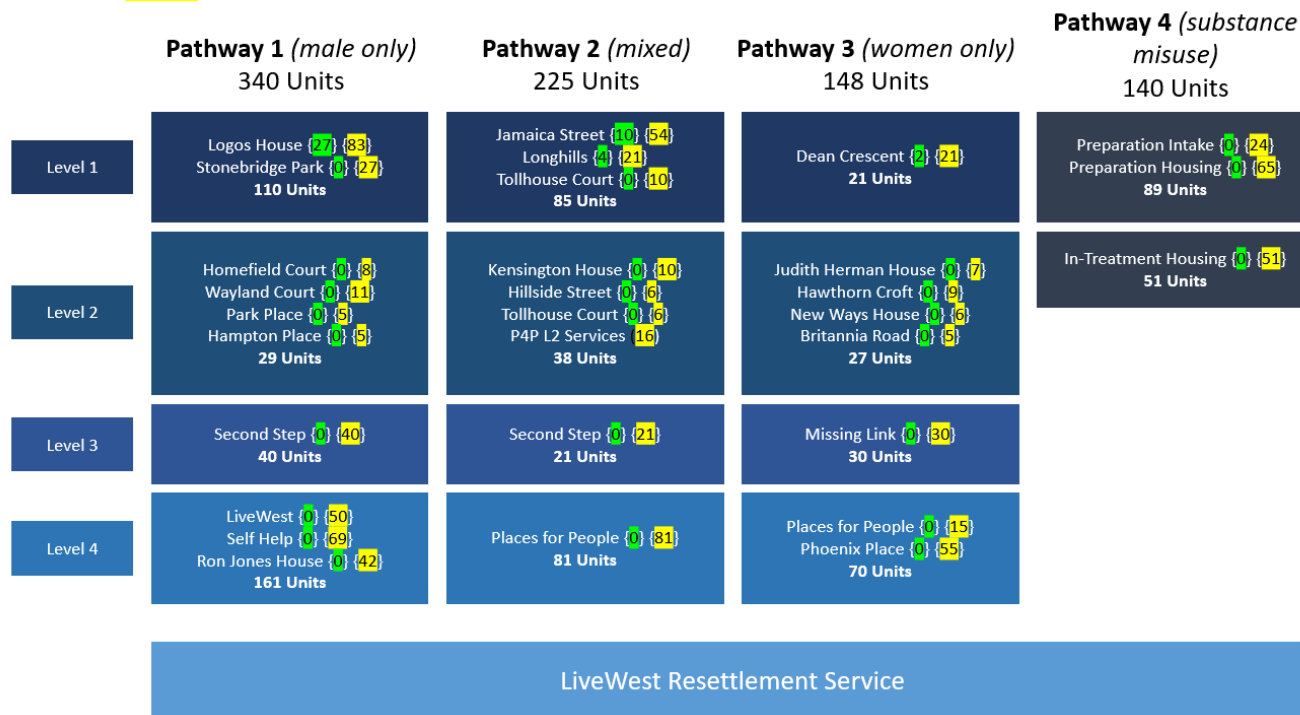 Pathway 1 (male only)
340 Units
Pathway 2 (mixed)
225 Units
Pathway 3 (women only)
148 Units
Pathway 4 (substance
misuse)
140 Units
Level 1
Logos House {27} {83}
Stonebridge Park {0} {27}
110 Units
Jamaica Street {10} {54}
Longhills {4} {21}
Tollhouse Court {0} {10}
85 Units
Dean Crescent {2} {21}
21 Units
Preparation Intake {0} {24}
Preparation Housing {0} {65}
89 Units
Level 2
Homefield Court {0} {8}
Wayland Court {0} {11}
Park Place {0} {5}
Hampton Place {0} {5}
29 Units
Kensington House {0} {10}
Hillside Street {0} {6}
Tollhouse Court {0} {6}
P4P L2 Services (16)
38 Units
Judith Herman House {0} {7}
Hawthorn Croft {0} {9}
New Ways House {0} {6}
Britannia Road {0} {5}
27 Units
In-Treatment Housing {0} {51}
51 Units
Level 3
Second Step {0} {40}
40 Units
Second Step {0} {21}
21 Units
Missing Link {0} {30}
30 Units
Level 4
LiveWest {0} {50}
Self Help {0} {69}
Ron Jones House {0} {42}
161 Units
Places for People {0} {81}
81 Units
Places for People {0} {15}
Phoenix Place {0} {55}
70 Units
LiveWest Resettlement Service